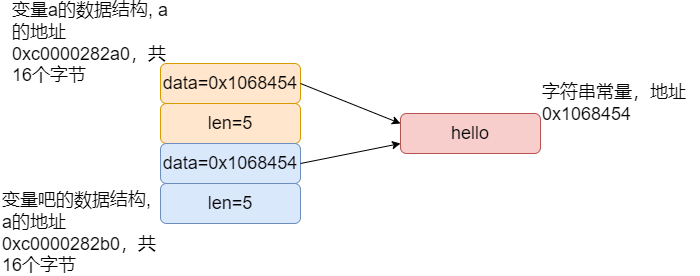 变量a的数据结构, a
的地址
0xc0000282a0，共
16个字节
data=0x1068454
len=5
data=0x1068454
len=5
hello
字符串常量，地址
0x1068454
变量吧的数据结构,
a的地址
0xc0000282b0，共
16个字节